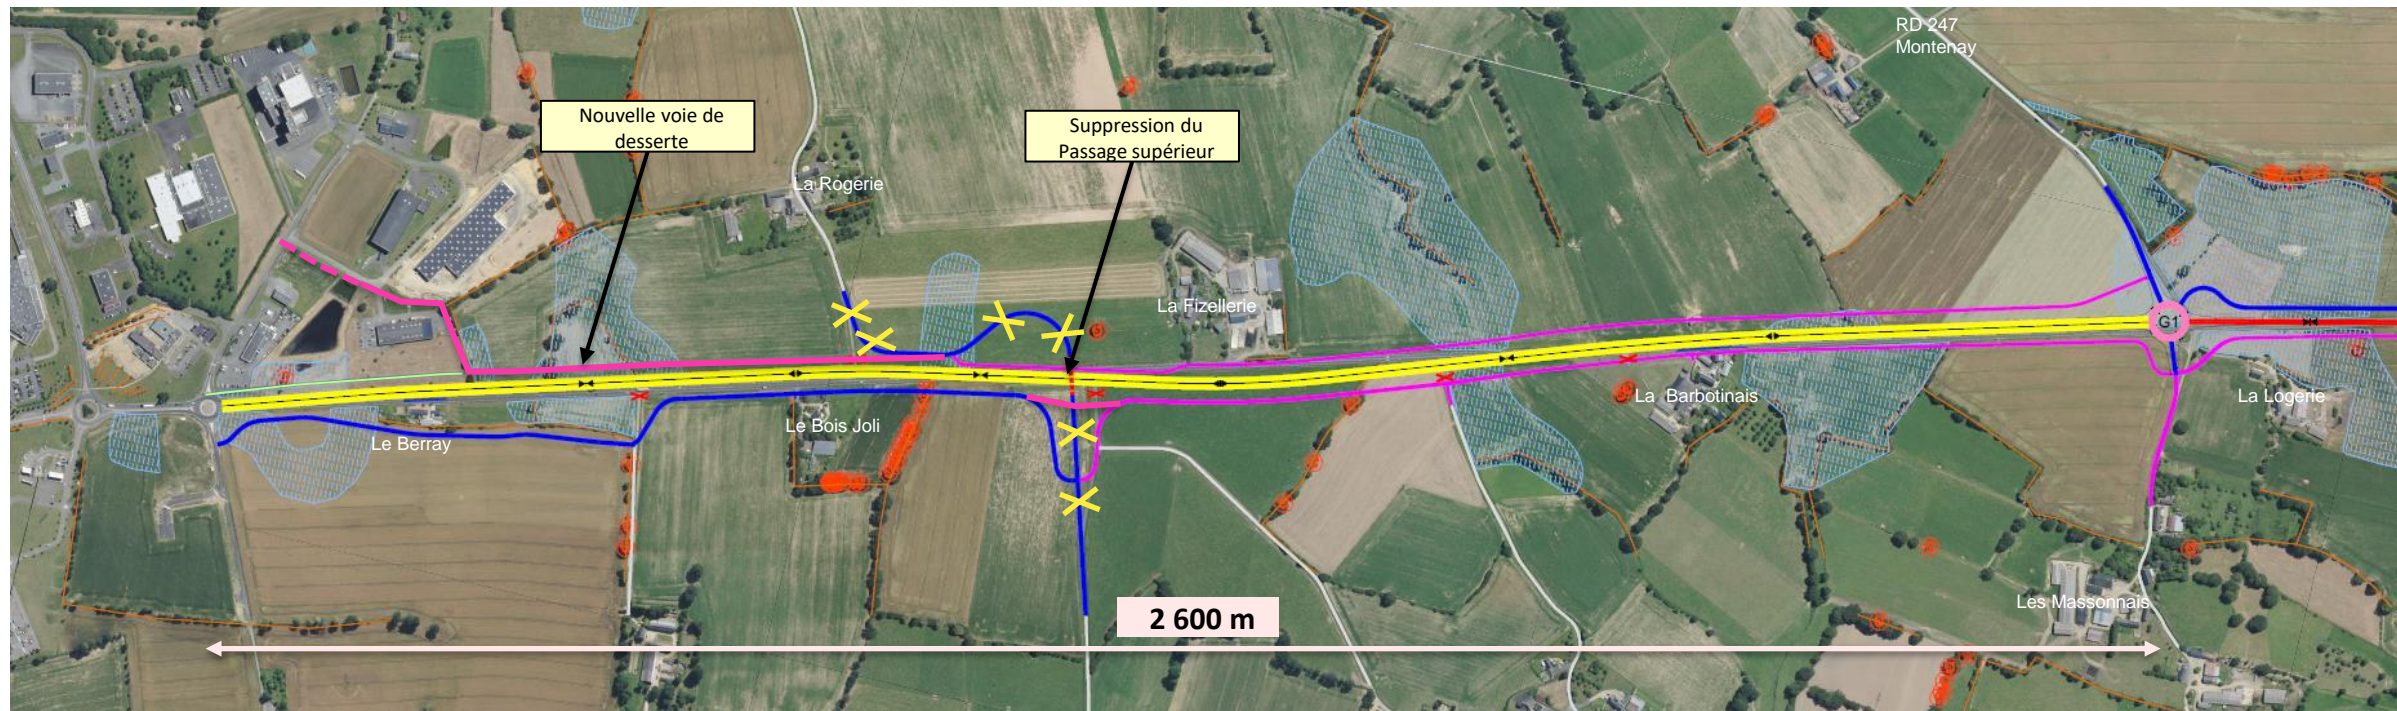 RD 247
Montenay
Nouvelle voie de
desserte
Suppression du
Passage supérieur
La Rogerie
La Fizellerie
G1
Le Berray
Le Bois Joli
La Barbotinais
La Logerie
Les Massonnais
2 600 m